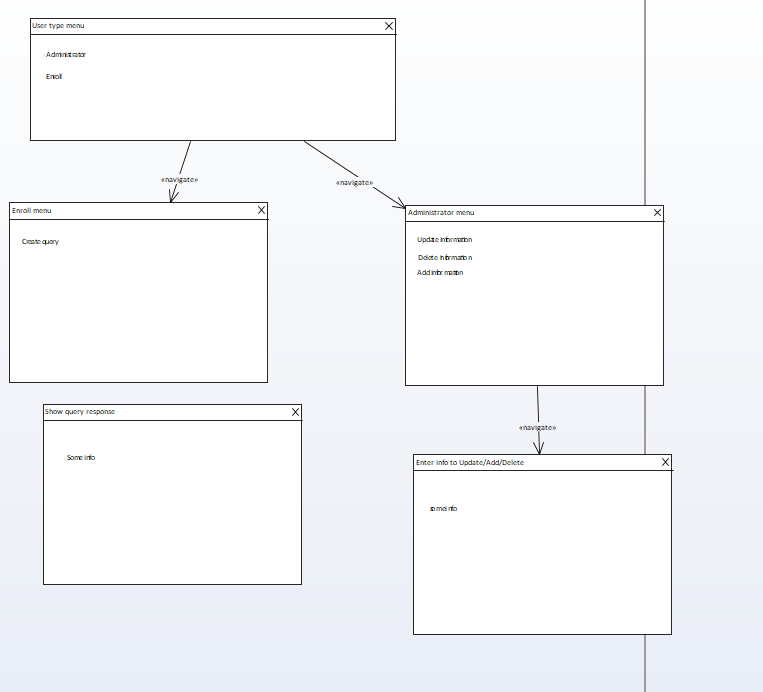 User type menu
Administrator
Enroll
«navigate»
«navigate»
Enroll menu
Create query
Administrator menu
Update information
Delete information
Add information
Show query response
Some info
«navigate»
Enter info to Update/Add/Delete
some info